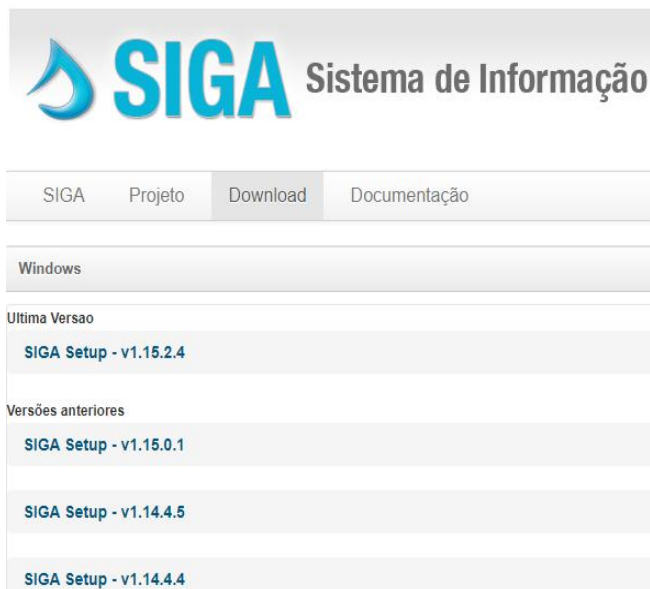 SIGA Sistema de Informação
SIGA Projeto Download Documentação
Windows
Ultima Versao
SIGA Setup - v1.15.2.4
Versões anteriores
SIGA Setup - v1.15.0.1
SIGA Setup - v1.14.4.5
SIGA Setup - v1.14.4.4